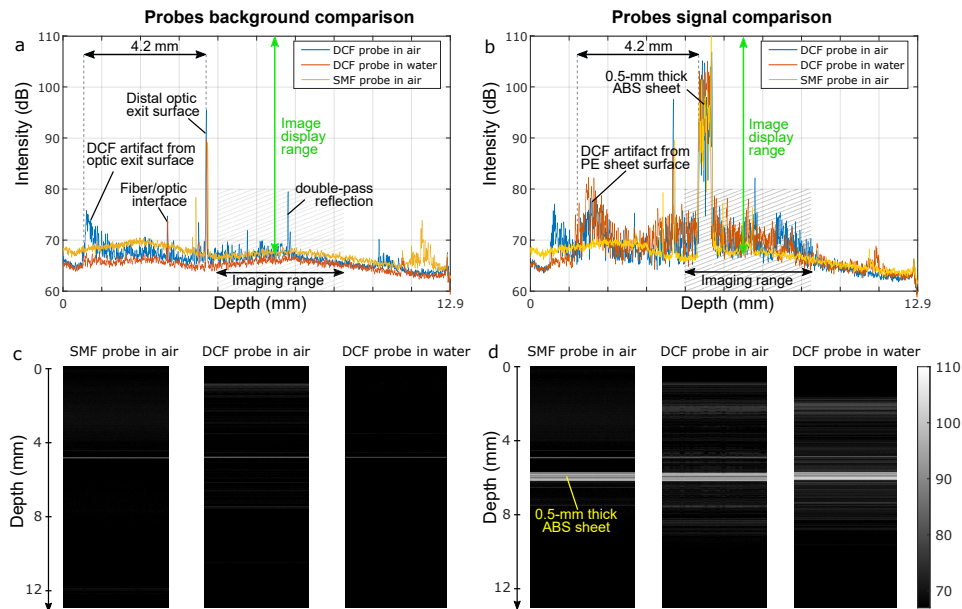 Probes background comparison
Probes signal comparison
a
110
100
90
80
70
60
Intensity (dB)
4.2 mm
DCF probe in air
DCF probe in water
SMF probe in air
Distal optic
exit surface
Image
display
range
DCF artifact from
optic exit surface
Fiber/optic
interface
double-pass
reflection
Imaging range
0
Depth (mm)
12.9
b
110
100
90
80
70
60
Intensity (dB)
4.2 mm
DCF probe in air
DCF probe in water
SMF probe in air
0.5-mm thick
ABS sheet
Image
display range
DCF artifact from
PE sheet surface
Imaging range
0
Depth (mm)
12.9
c
SMF probe in air
DCF probe in air
DCF probe in water
0
4
8
12
Depth (mm)
d
SMF probe in air
DCF probe in air
DCF probe in water
0
4
8
12
Depth (mm)
0.5-mm thick
ABS sheet
110
100
90
80
70